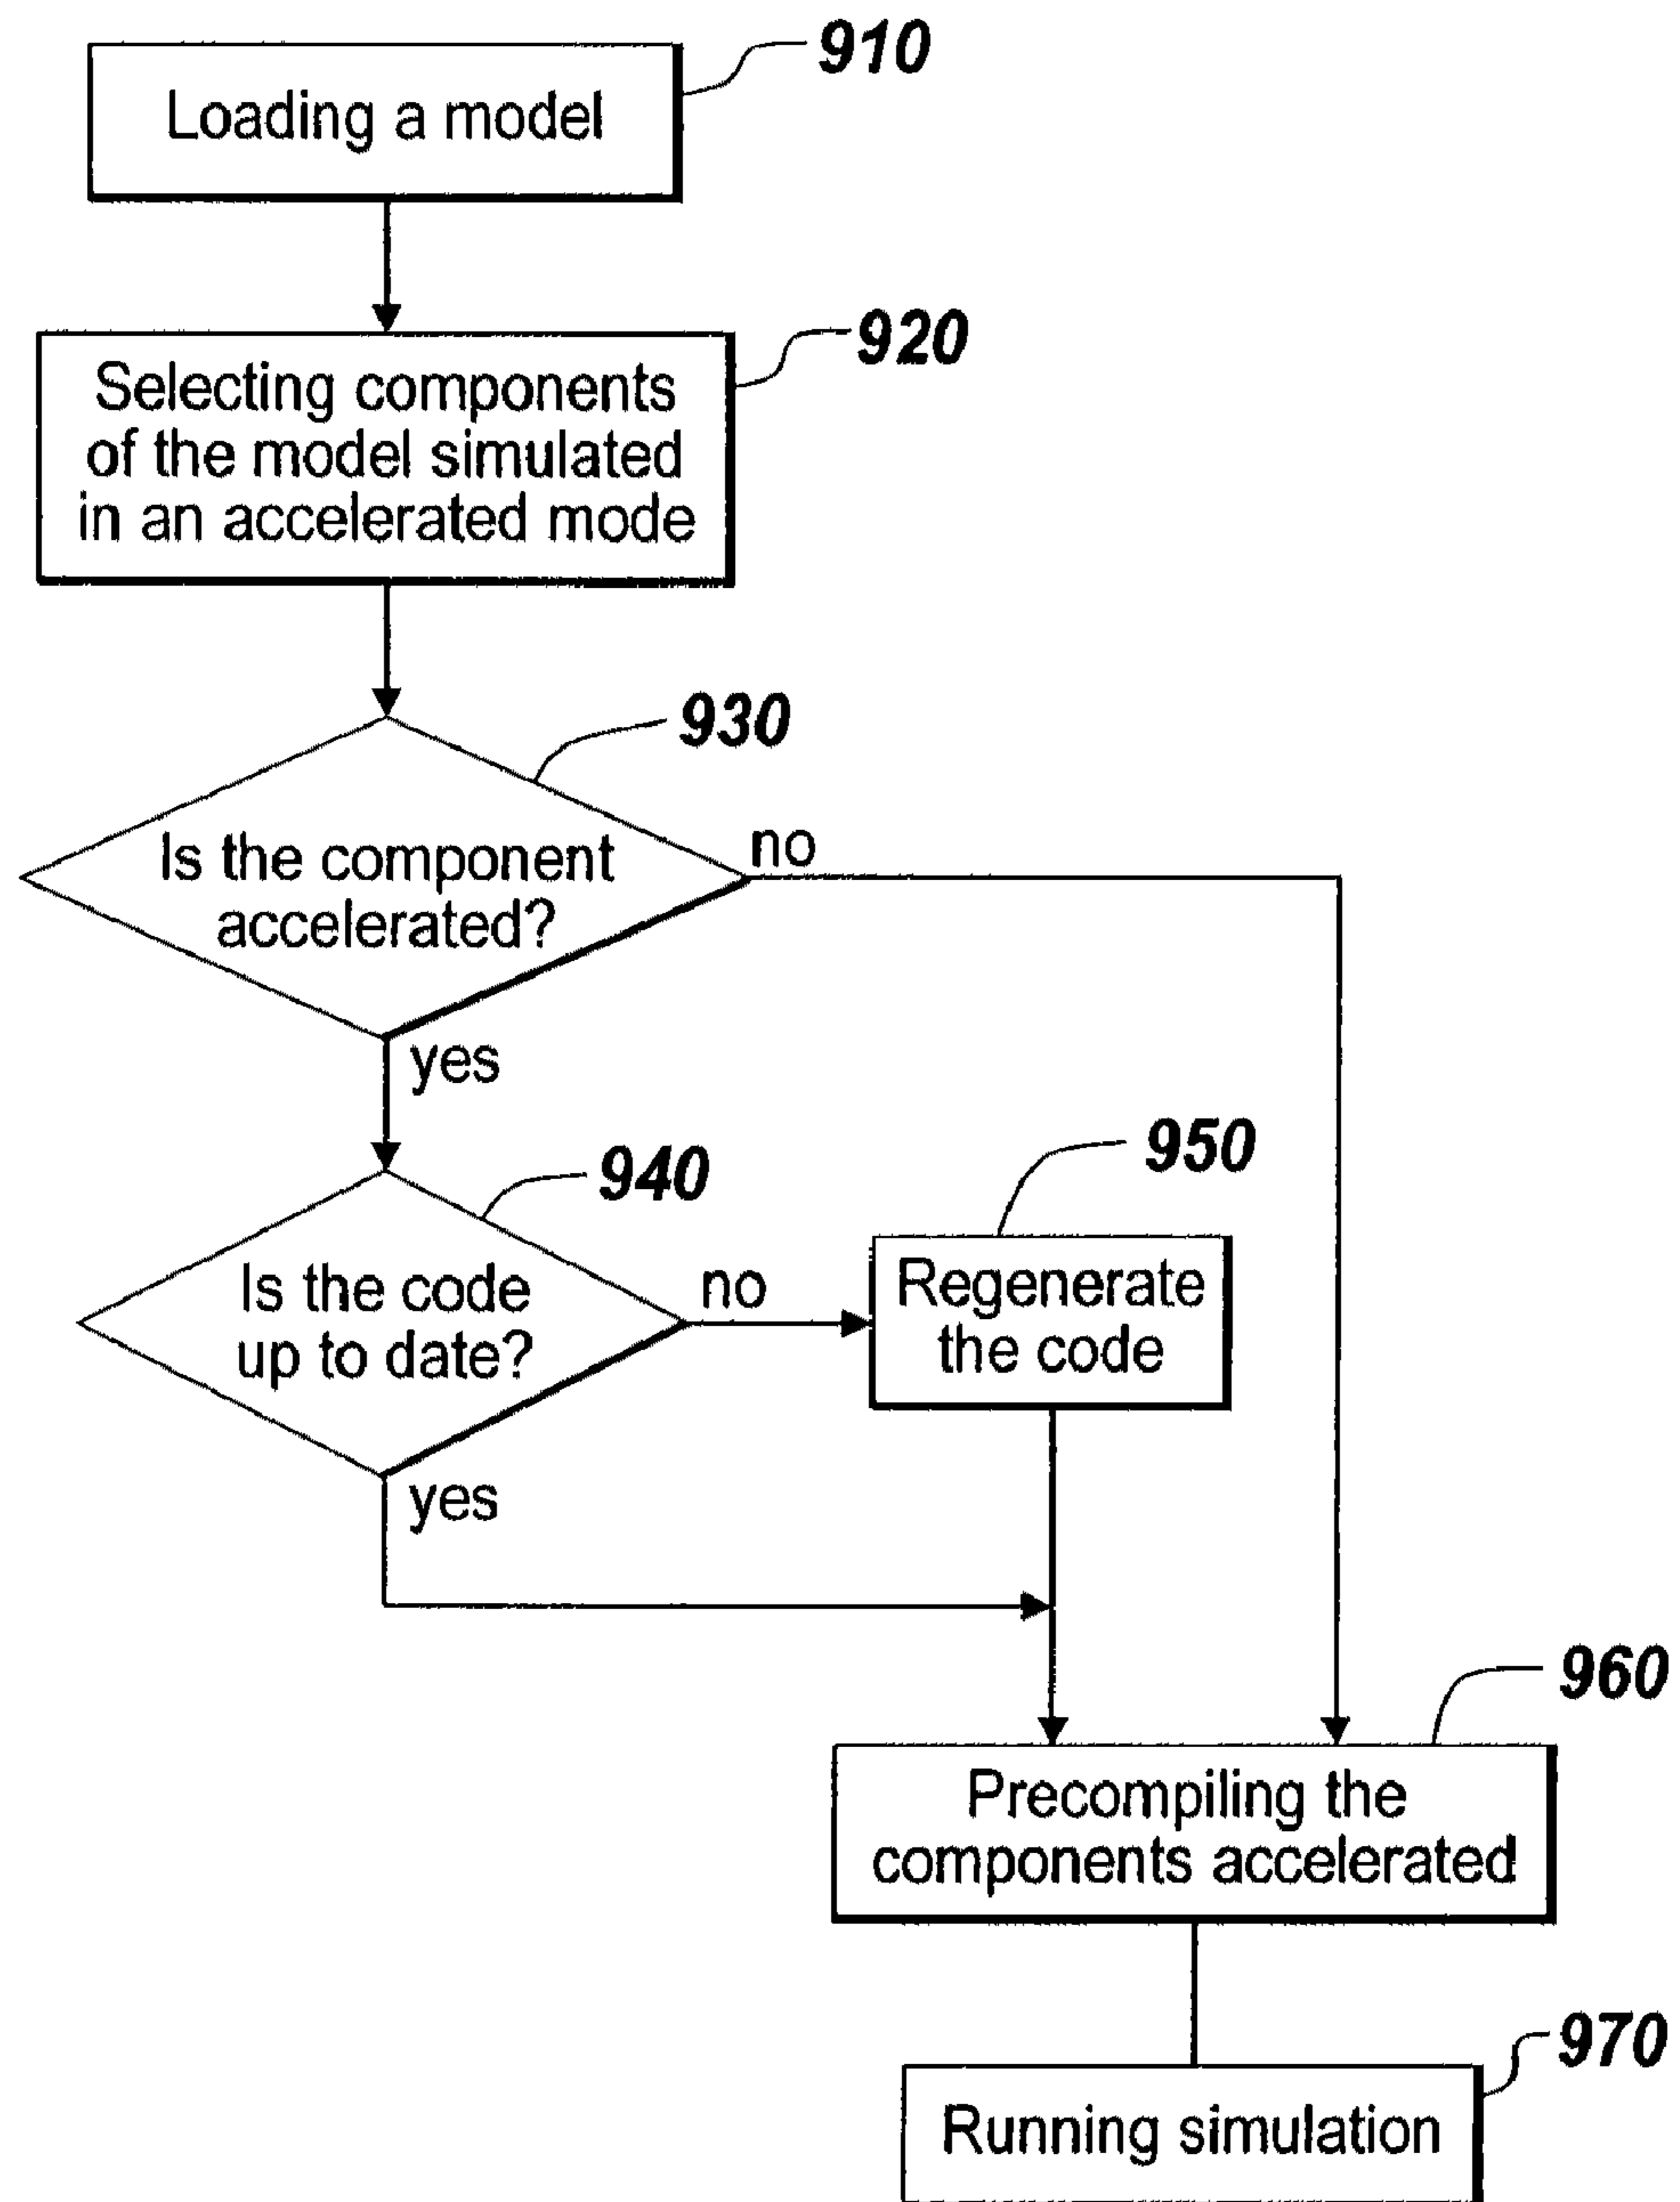 910
Loading a model
920
Selecting components
of the model simulated
in an accelerated mode
930
Is the component
accelerated?
no
yes
940
Is the code
up to date?
no
yes
950
Regenerate
the code
960
Precompiling the
components accelerated
970
Running simulation